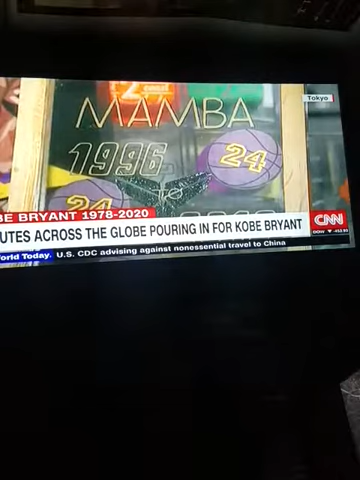 Tokyo
MAMBA
1996
24
24
BE BRYANT 1978-2020
UTES ACROSS THE GLOBE POURING IN FOR KOBE BRYANT
CNN
orld Today. U.S. CDC advising against nonessential travel to China
DOW ▼